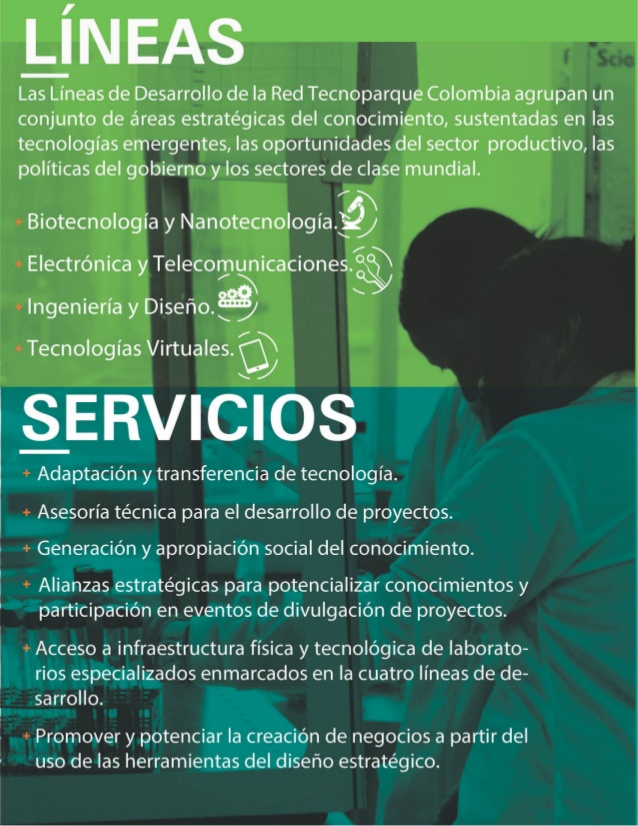 LÍNEAS
Las Líneas de Desarrollo de la Red Tecnoparque Colombia agrupan un
conjunto de áreas estratégicas del conocimiento, sustentadas en las
tecnologías emergentes, las oportunidades del sector productivo, las
políticas del gobierno y los sectores de clase mundial.
+ Biotecnología y Nanotecnología.
+ Electrónica y Telecomunicaciones.
+ Ingeniería y Diseño.
+ Tecnologías Virtuales.
SERVICIOS
+ Adaptación y transferencia de tecnología.
+ Asesoría técnica para el desarrollo de proyectos.
+ Generación y apropiación social del conocimiento.
+ Alianzas estratégicas para potencializar conocimientos y
participación en eventos de divulgación de proyectos.
+ Acceso a infraestructura física y tecnológica de laborato-
rios especializados enmarcados en la cuatro líneas de de-
sarrollo.
+ Promover y potenciar la creación de negocios a partir del
uso de las herramientas del diseño estratégico.